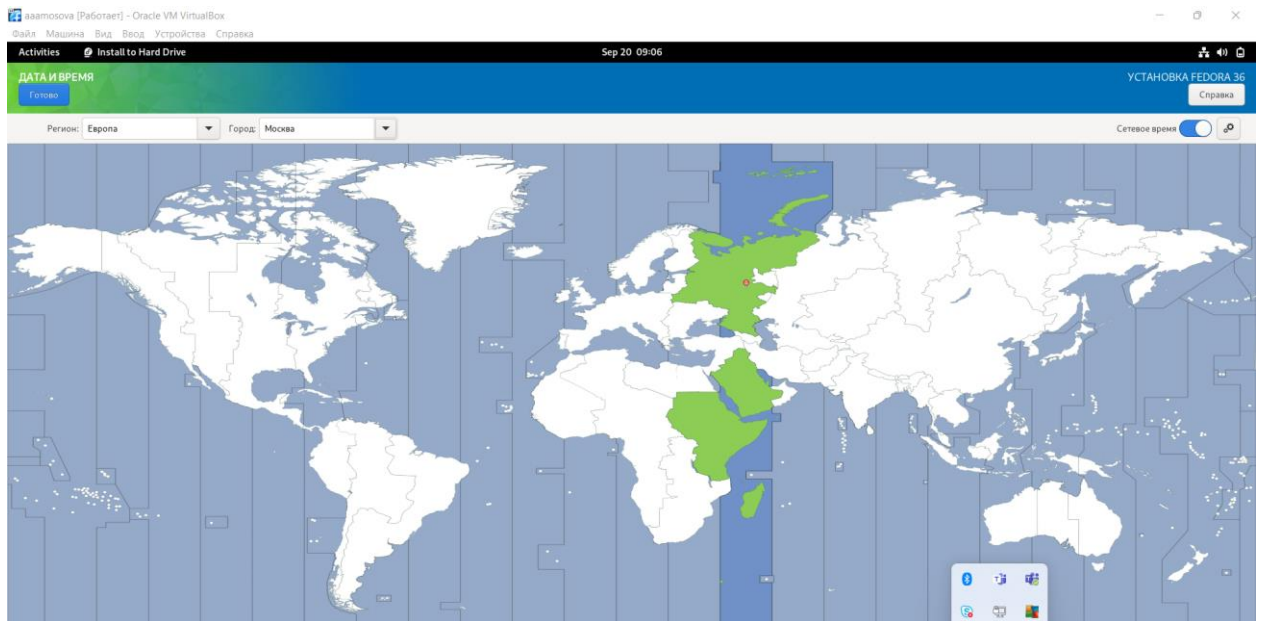 aaamosova [Работает] - Oracle VM VirtualBox
Файл Машина Вид Ввод Устройства Справка
Activities Install to Hard Drive Sep 20 09:06
ДАТА И ВРЕМЯ УСТАНОВКА FEDORA 36
Готово Справка
Регион: Европа Город: Москва Сетевое время